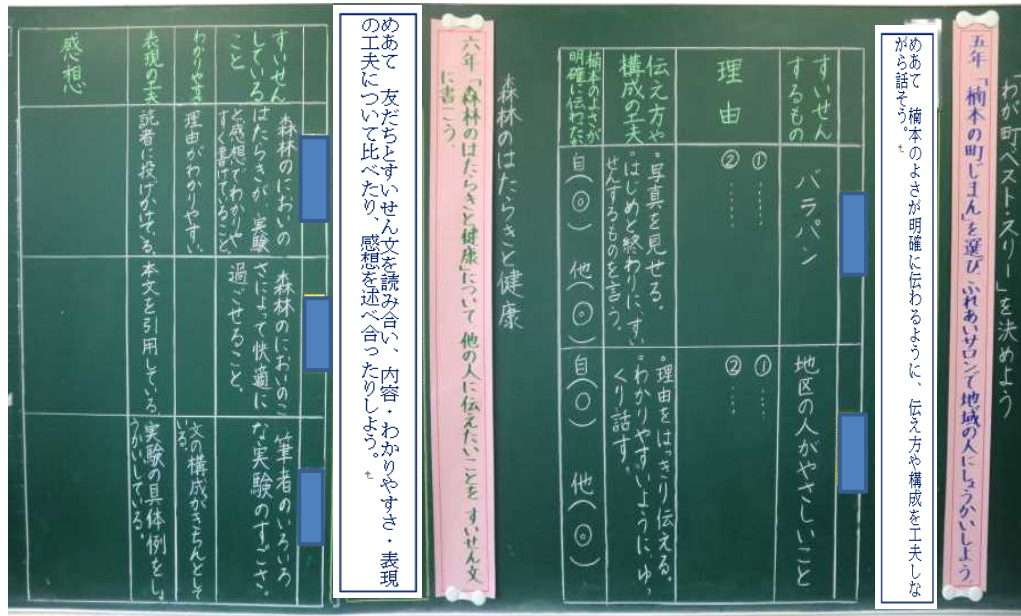 「わが町ベスト・スリー」を決めよう
五年 「楠本の町じまん」を選び、ふれあいサロンで地域の人にしょうかいしよう。
めあて 楠本のよさが明確に伝わるように、伝え方や構成を工夫しな
がら話そう。
すいせん
するもの
バラパン
地区の人がやさしいこと
理由
①……
②……
①……
②……
伝え方や
構成の工夫
・写真を見せる。
・はじめと終わりに、すい
せんするものを言う。
・理由をはっきり伝える。
・わかりやすいように、ゆっ
くり話す。
楠本のよさが
明確に伝わったか
自(◎) 他(◎)
自(○) 他(◎)
森林のはたらきと健康
六年 「森林のはたらきと健康」について 他の人に伝えたいことを すいせん文
に書こう。
めあて 友だちとすいせん文を読み合い、内容・わかりやすさ・表現
の工夫について比べたり、感想を述べ合ったりしよう。
すいせん
している
こと
森林のにおいの
はたらきが、実験
と感想でわかりや
すく書けていること。
森林のにおいのこ
さによって快適に
過ごせること。
筆者のいろいろ
な実験のすごさ。
わかりやすさ
理由がわかりやすい。
文の構成がきちんとして
いる。
表現の工夫
読者に投げかけている。
本文を引用している。
実験の具体例をしょ
うかいしている。
感想